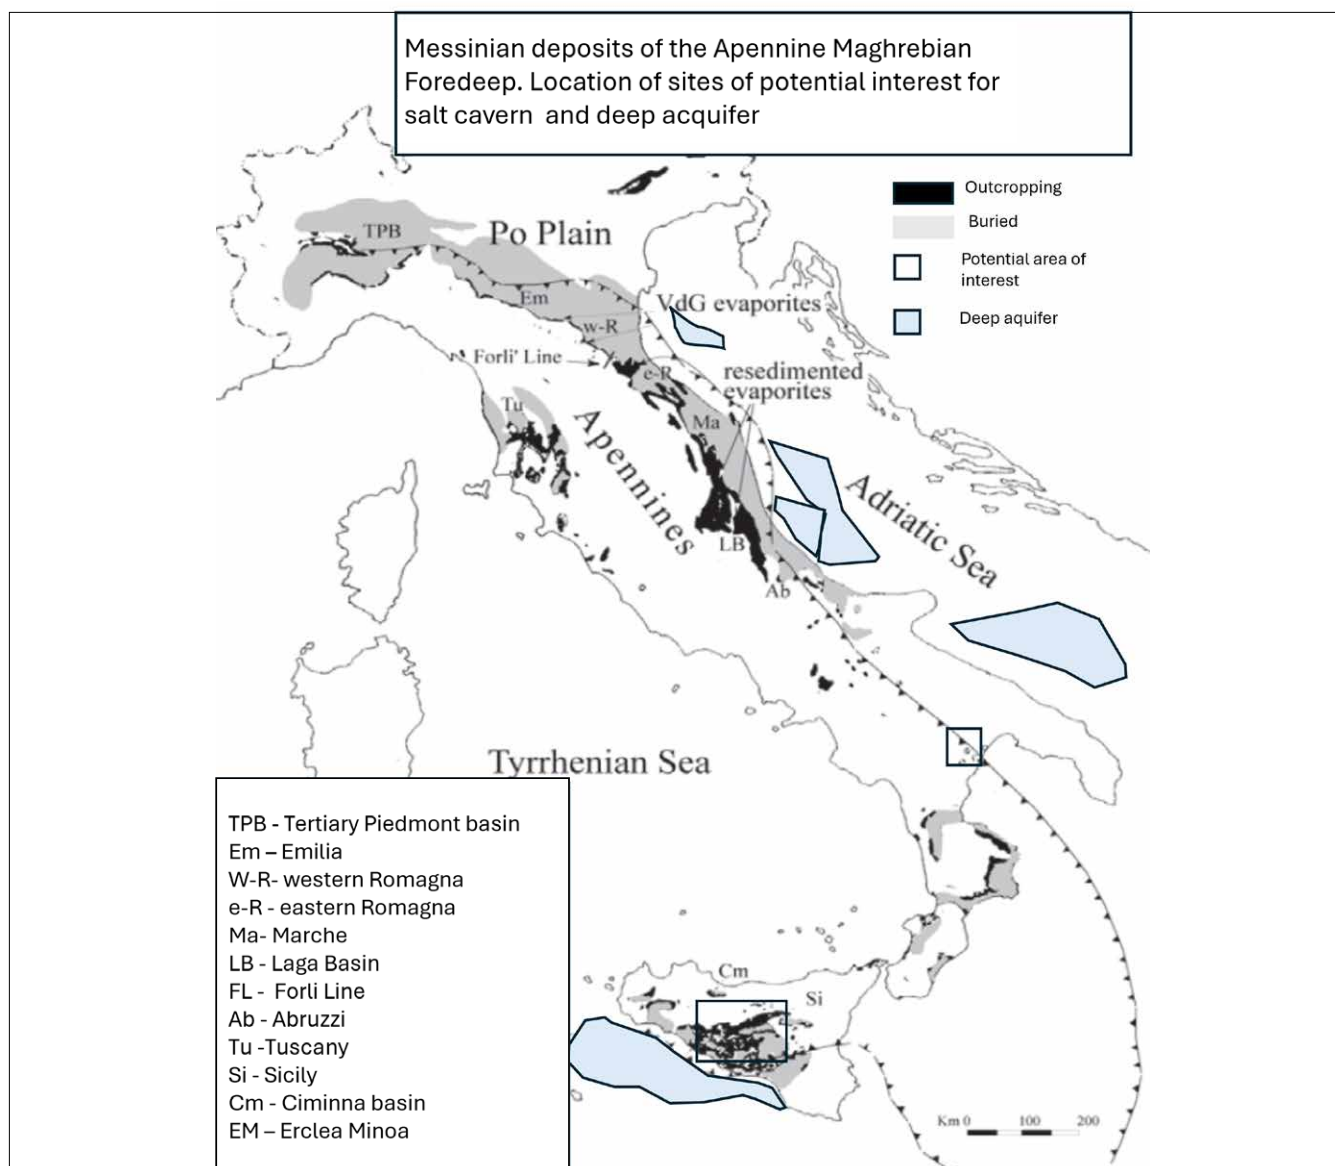 Messinian deposits of the Apennine Maghrebian
Foredeep. Location of sites of potential interest for
salt cavern and deep acquifer
Outcropping
Buried
Potential area of
interest
Deep aquifer
TPB
Po Plain
Em
VdG evaporites
w-R
Forli' Line
e-R
resedimented
evaporites
Tu
Ma
Apennines
Adriatic Sea
LB
Ab
Tyrrhenian Sea
TPB - Tertiary Piedmont basin
Em – Emilia
W-R- western Romagna
e-R - eastern Romagna
Ma- Marche
LB - Laga Basin
FL - Forli Line
Ab - Abruzzi
Tu -Tuscany
Si - Sicily
Cm - Ciminna basin
EM – Erclea Minoa
Cm
Si
Km 0 100 200